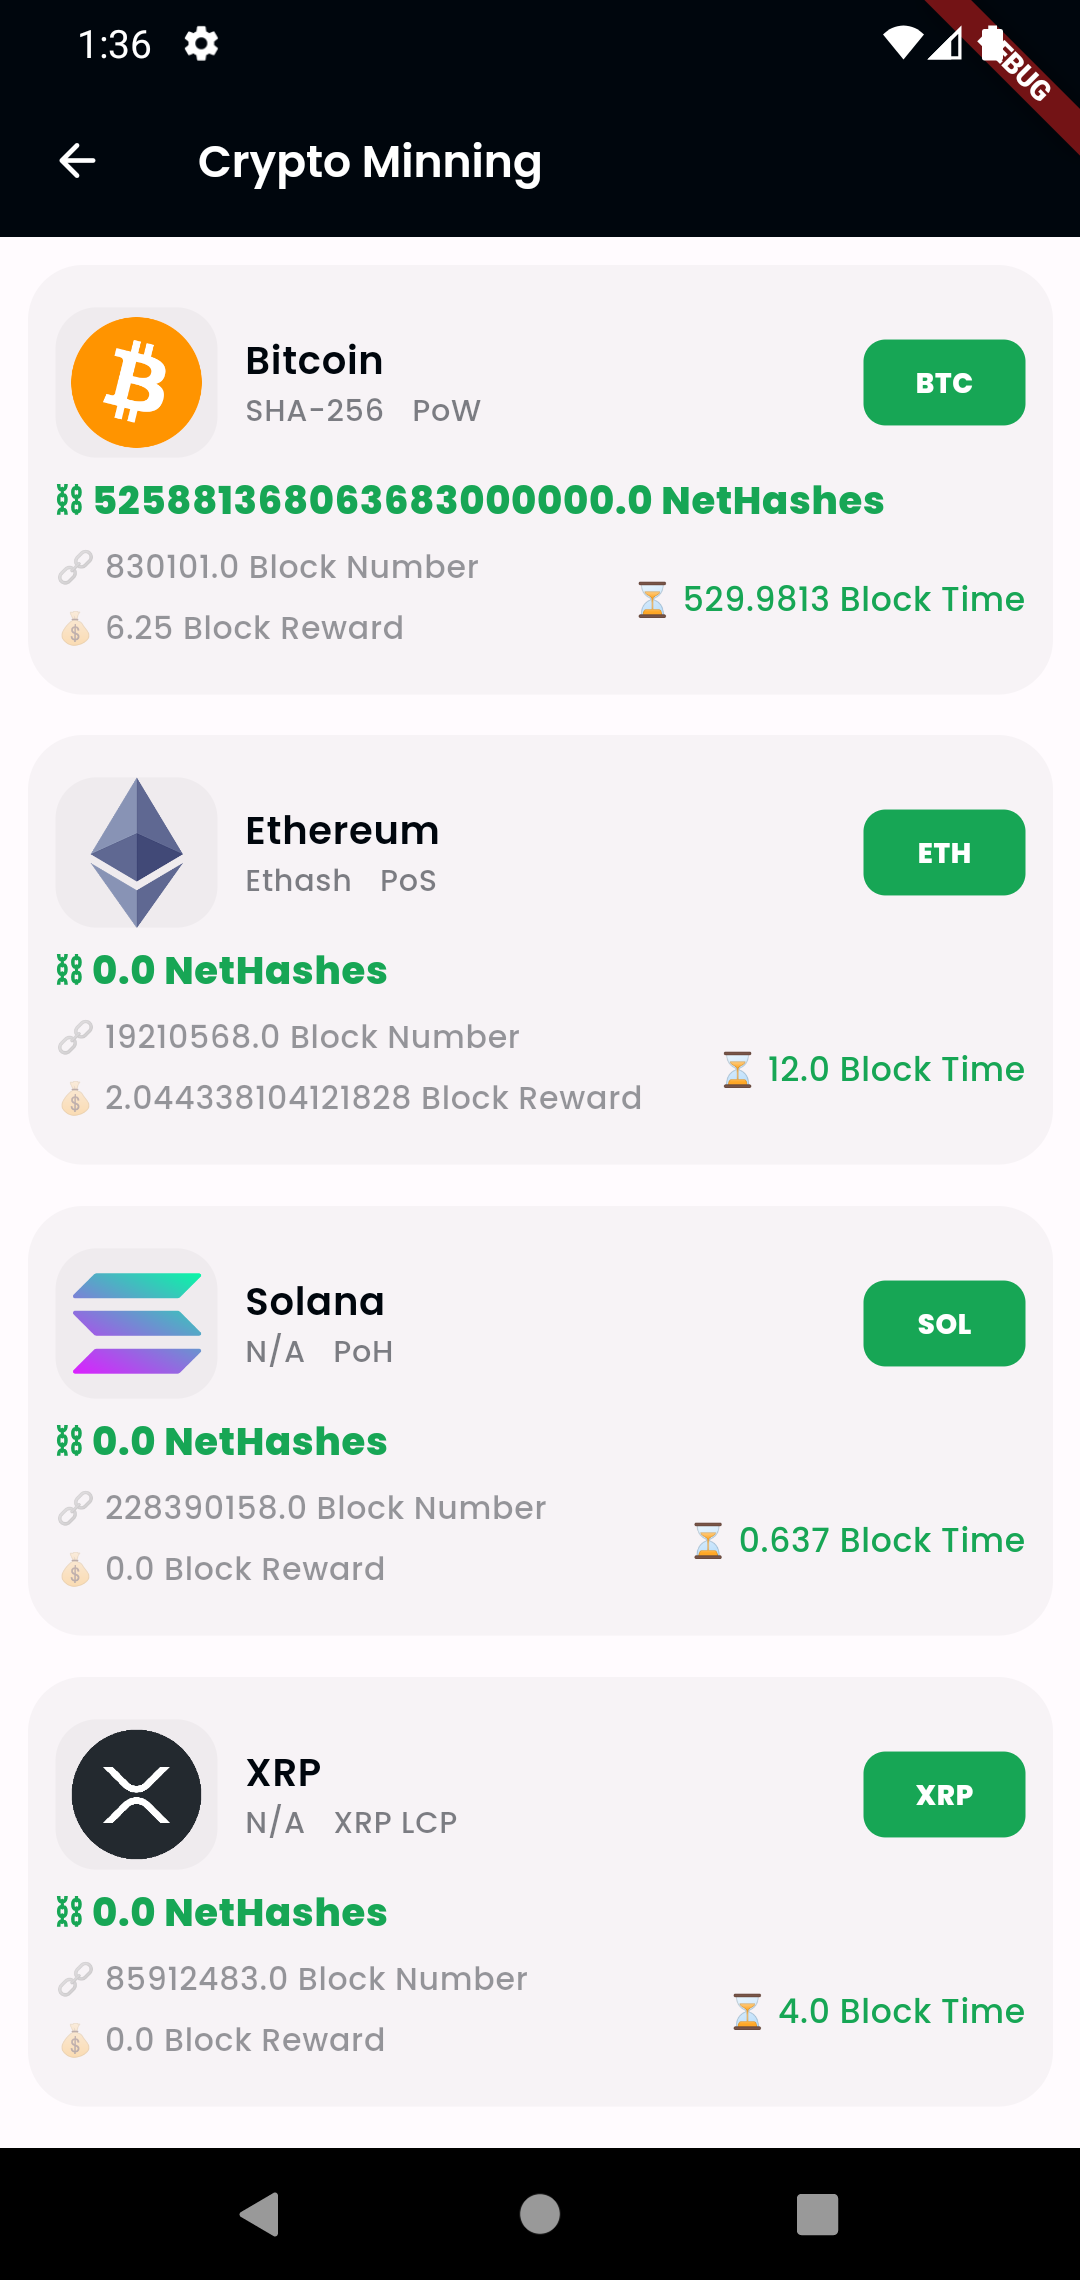 1:36
EBUG
Crypto Minning
Bitcoin
SHA-256 PoW
BTC
⛓ 525881368063683000000.0 NetHashes
🔗 830101.0 Block Number
⏳ 529.9813 Block Time
💰 6.25 Block Reward
Ethereum
Ethash PoS
ETH
⛓ 0.0 NetHashes
🔗 19210568.0 Block Number
⏳ 12.0 Block Time
💰 2.044338104121828 Block Reward
Solana
N/A PoH
SOL
⛓ 0.0 NetHashes
🔗 228390158.0 Block Number
⏳ 0.637 Block Time
💰 0.0 Block Reward
XRP
N/A XRP LCP
XRP
⛓ 0.0 NetHashes
🔗 85912483.0 Block Number
⏳ 4.0 Block Time
💰 0.0 Block Reward